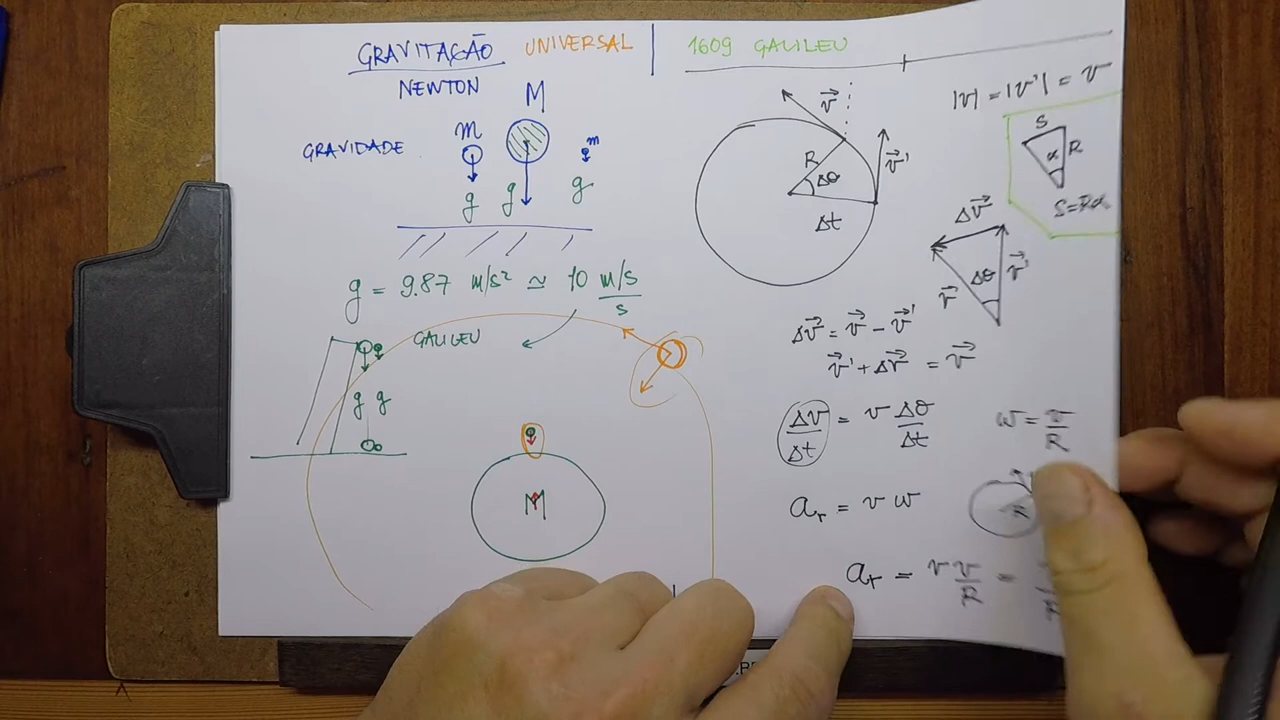 GRAVITAÇÃO UNIVERSAL
NEWTON
GRAVIDADE
m
M
m
g
g
g
g = 9.87 m/s² ≃ 10 m/s/s
GALILEU
g g
M
1609 GALILEU
v⃗
R
Δθ
v⃗'
Δt
|v| = |v'| = v
S
α
R
S=Rα
Δv⃗
Δθ
v⃗
v⃗'
Δv⃗ = v⃗ - v⃗'
v⃗' + Δv⃗ = v⃗
Δv/Δt = v Δθ/Δt
ω = v/R
aᵣ = v ω
R
aᵣ = v v/R =